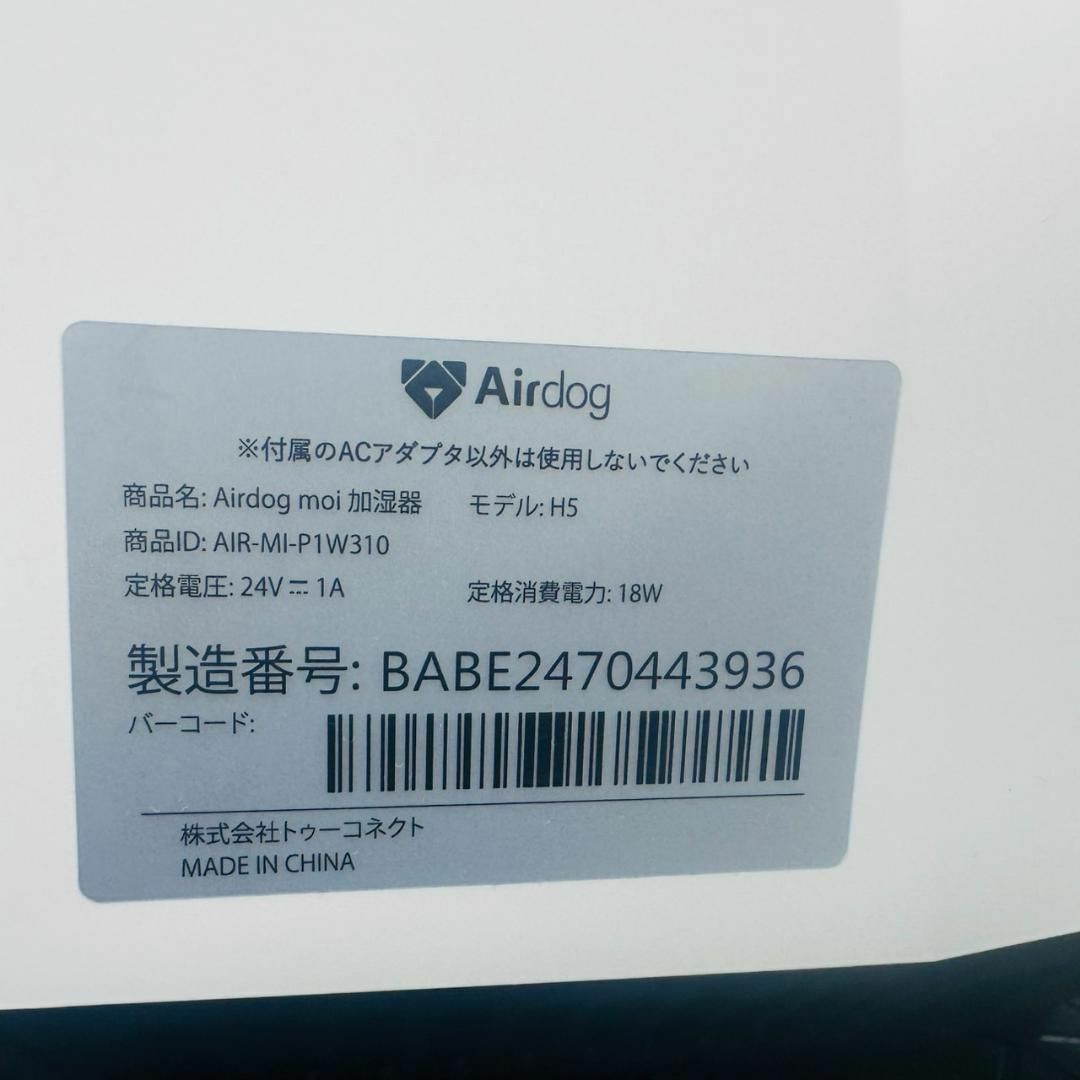 Airdog
※付属のACアダプタ以外は使用しないでください
商品名: Airdog moi 加湿器 モデル: H5
商品ID: AIR-MI-P1W310
定格電圧: 24V ⎓ 1A 定格消費電力: 18W
製造番号: BABE2470443936
バーコード:
株式会社トゥーコネクト
MADE IN CHINA